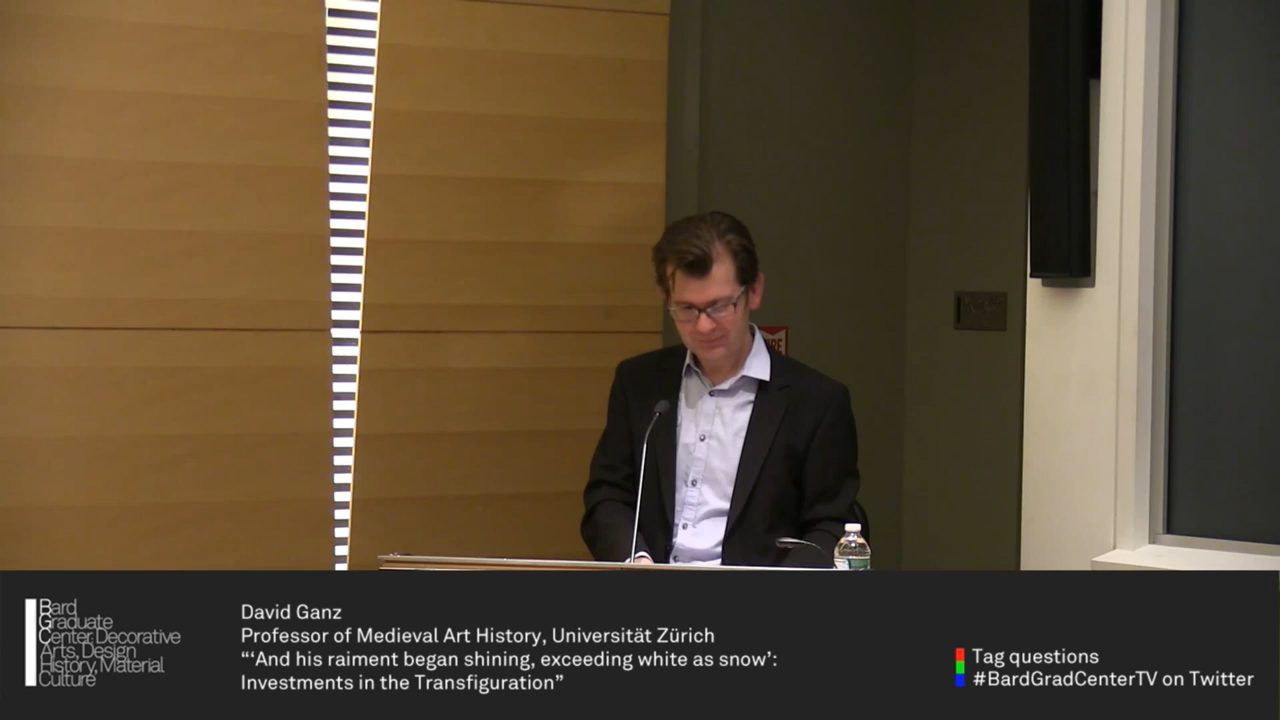 RE
Bard
Graduate
Center Decorative
Arts, Design
History, Material
Culture
David Ganz
Professor of Medieval Art History, Universität Zürich
“‘And his raiment began shining, exceeding white as snow’:
Investments in the Transfiguration”
Tag questions
#BardGradCenterTV on Twitter